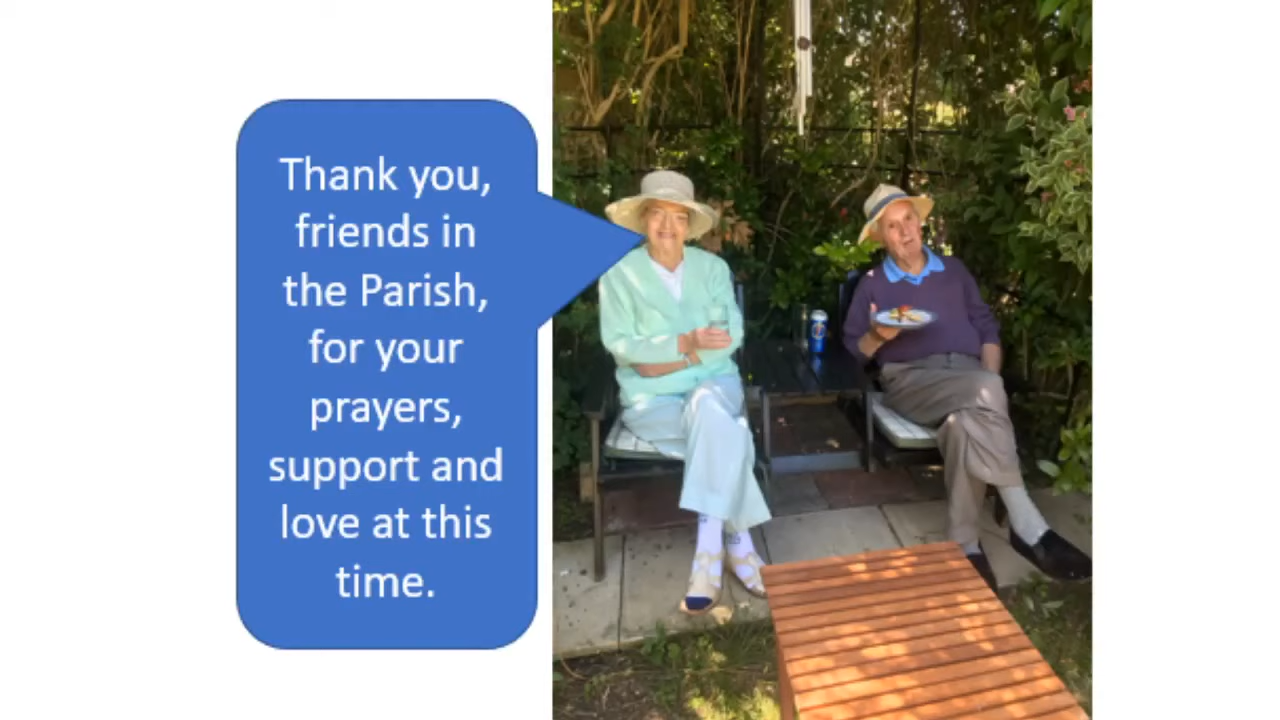 Thank you,
friends in
the Parish,
for your
prayers,
support and
love at this
time.